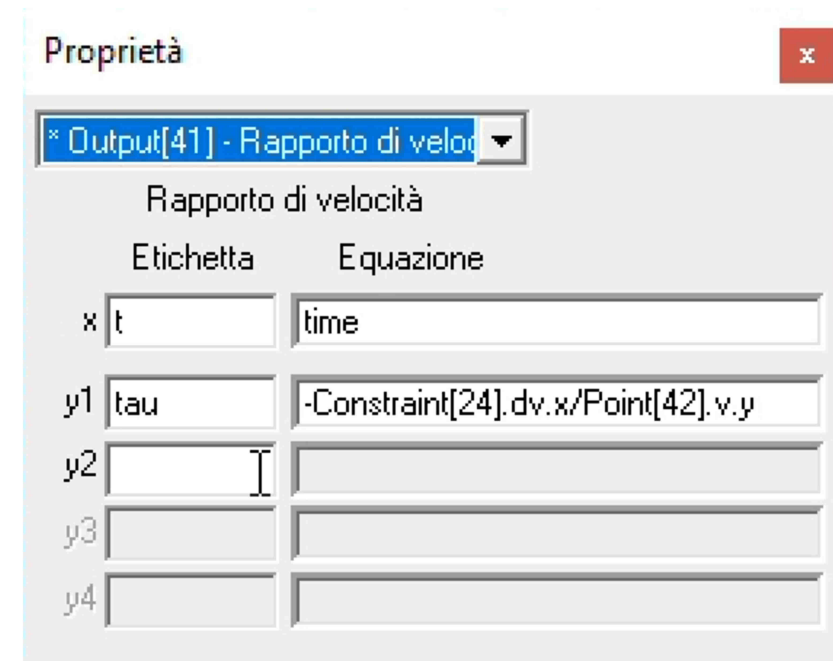 Proprietà
x
* Output[41] - Rapporto di veloc
Rapporto di velocità
Etichetta Equazione
x t time
y1 tau -Constraint[24].dv.x/Point[42].v.y
y2
y3
y4